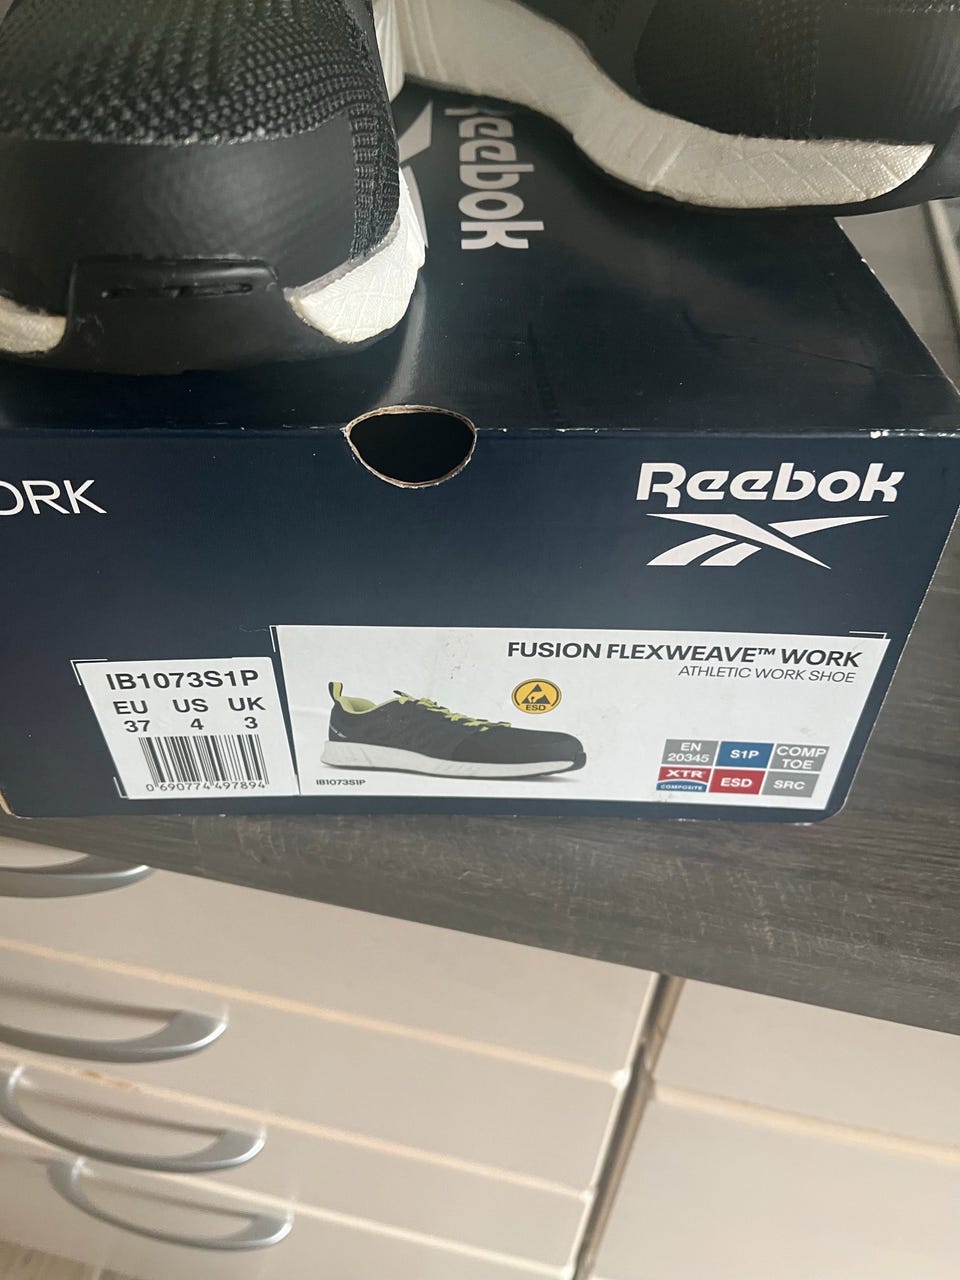 Reebok
ORK
Reebok
IB1073S1P
EU US UK
37 4 3
0 690774 497894
FUSION FLEXWEAVE™ WORK
ATHLETIC WORK SHOE
ESD
IB1073S1P
EN 20345
S1P
COMP TOE
XTR COMPOSITE
ESD
SRC